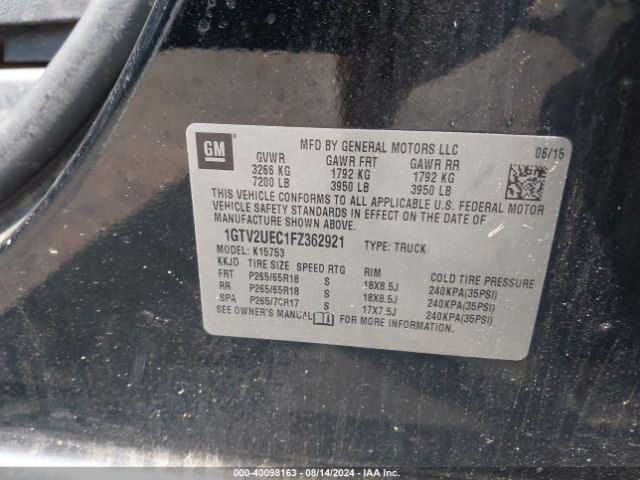 GM
MFD BY GENERAL MOTORS LLC
06/15
GVWR GAWR FRT GAWR RR
3266 KG 1792 KG 1792 KG
7200 LB 3950 LB 3950 LB
THIS VEHICLE CONFORMS TO ALL APPLICABLE U.S. FEDERAL MOTOR
VEHICLE SAFETY STANDARDS IN EFFECT ON THE DATE OF
MANUFACTURE SHOWN ABOVE.
1GTV2UEC1FZ362921 TYPE: TRUCK
MODEL: K15753
KKJD TIRE SIZE SPEED RTG RIM COLD TIRE PRESSURE
FRT P265/65R18 S 18X8.5J 240KPA(35PSI)
RR P265/65R18 S 18X8.5J 240KPA(35PSI)
SPA P265/7CR17 S 17X7.5J 240KPA(35PSI)
SEE OWNER'S MANUAL FOR MORE INFORMATION.
000-40098163 - 08/14/2024 - IAA Inc.